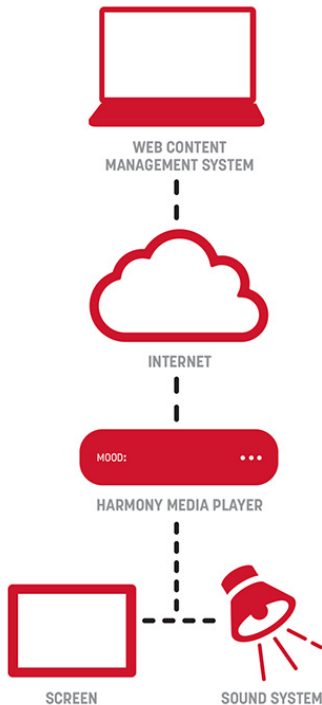 WEB CONTENT
MANAGEMENT SYSTEM
INTERNET
MOOD:
HARMONY MEDIA PLAYER
SCREEN
SOUND SYSTEM